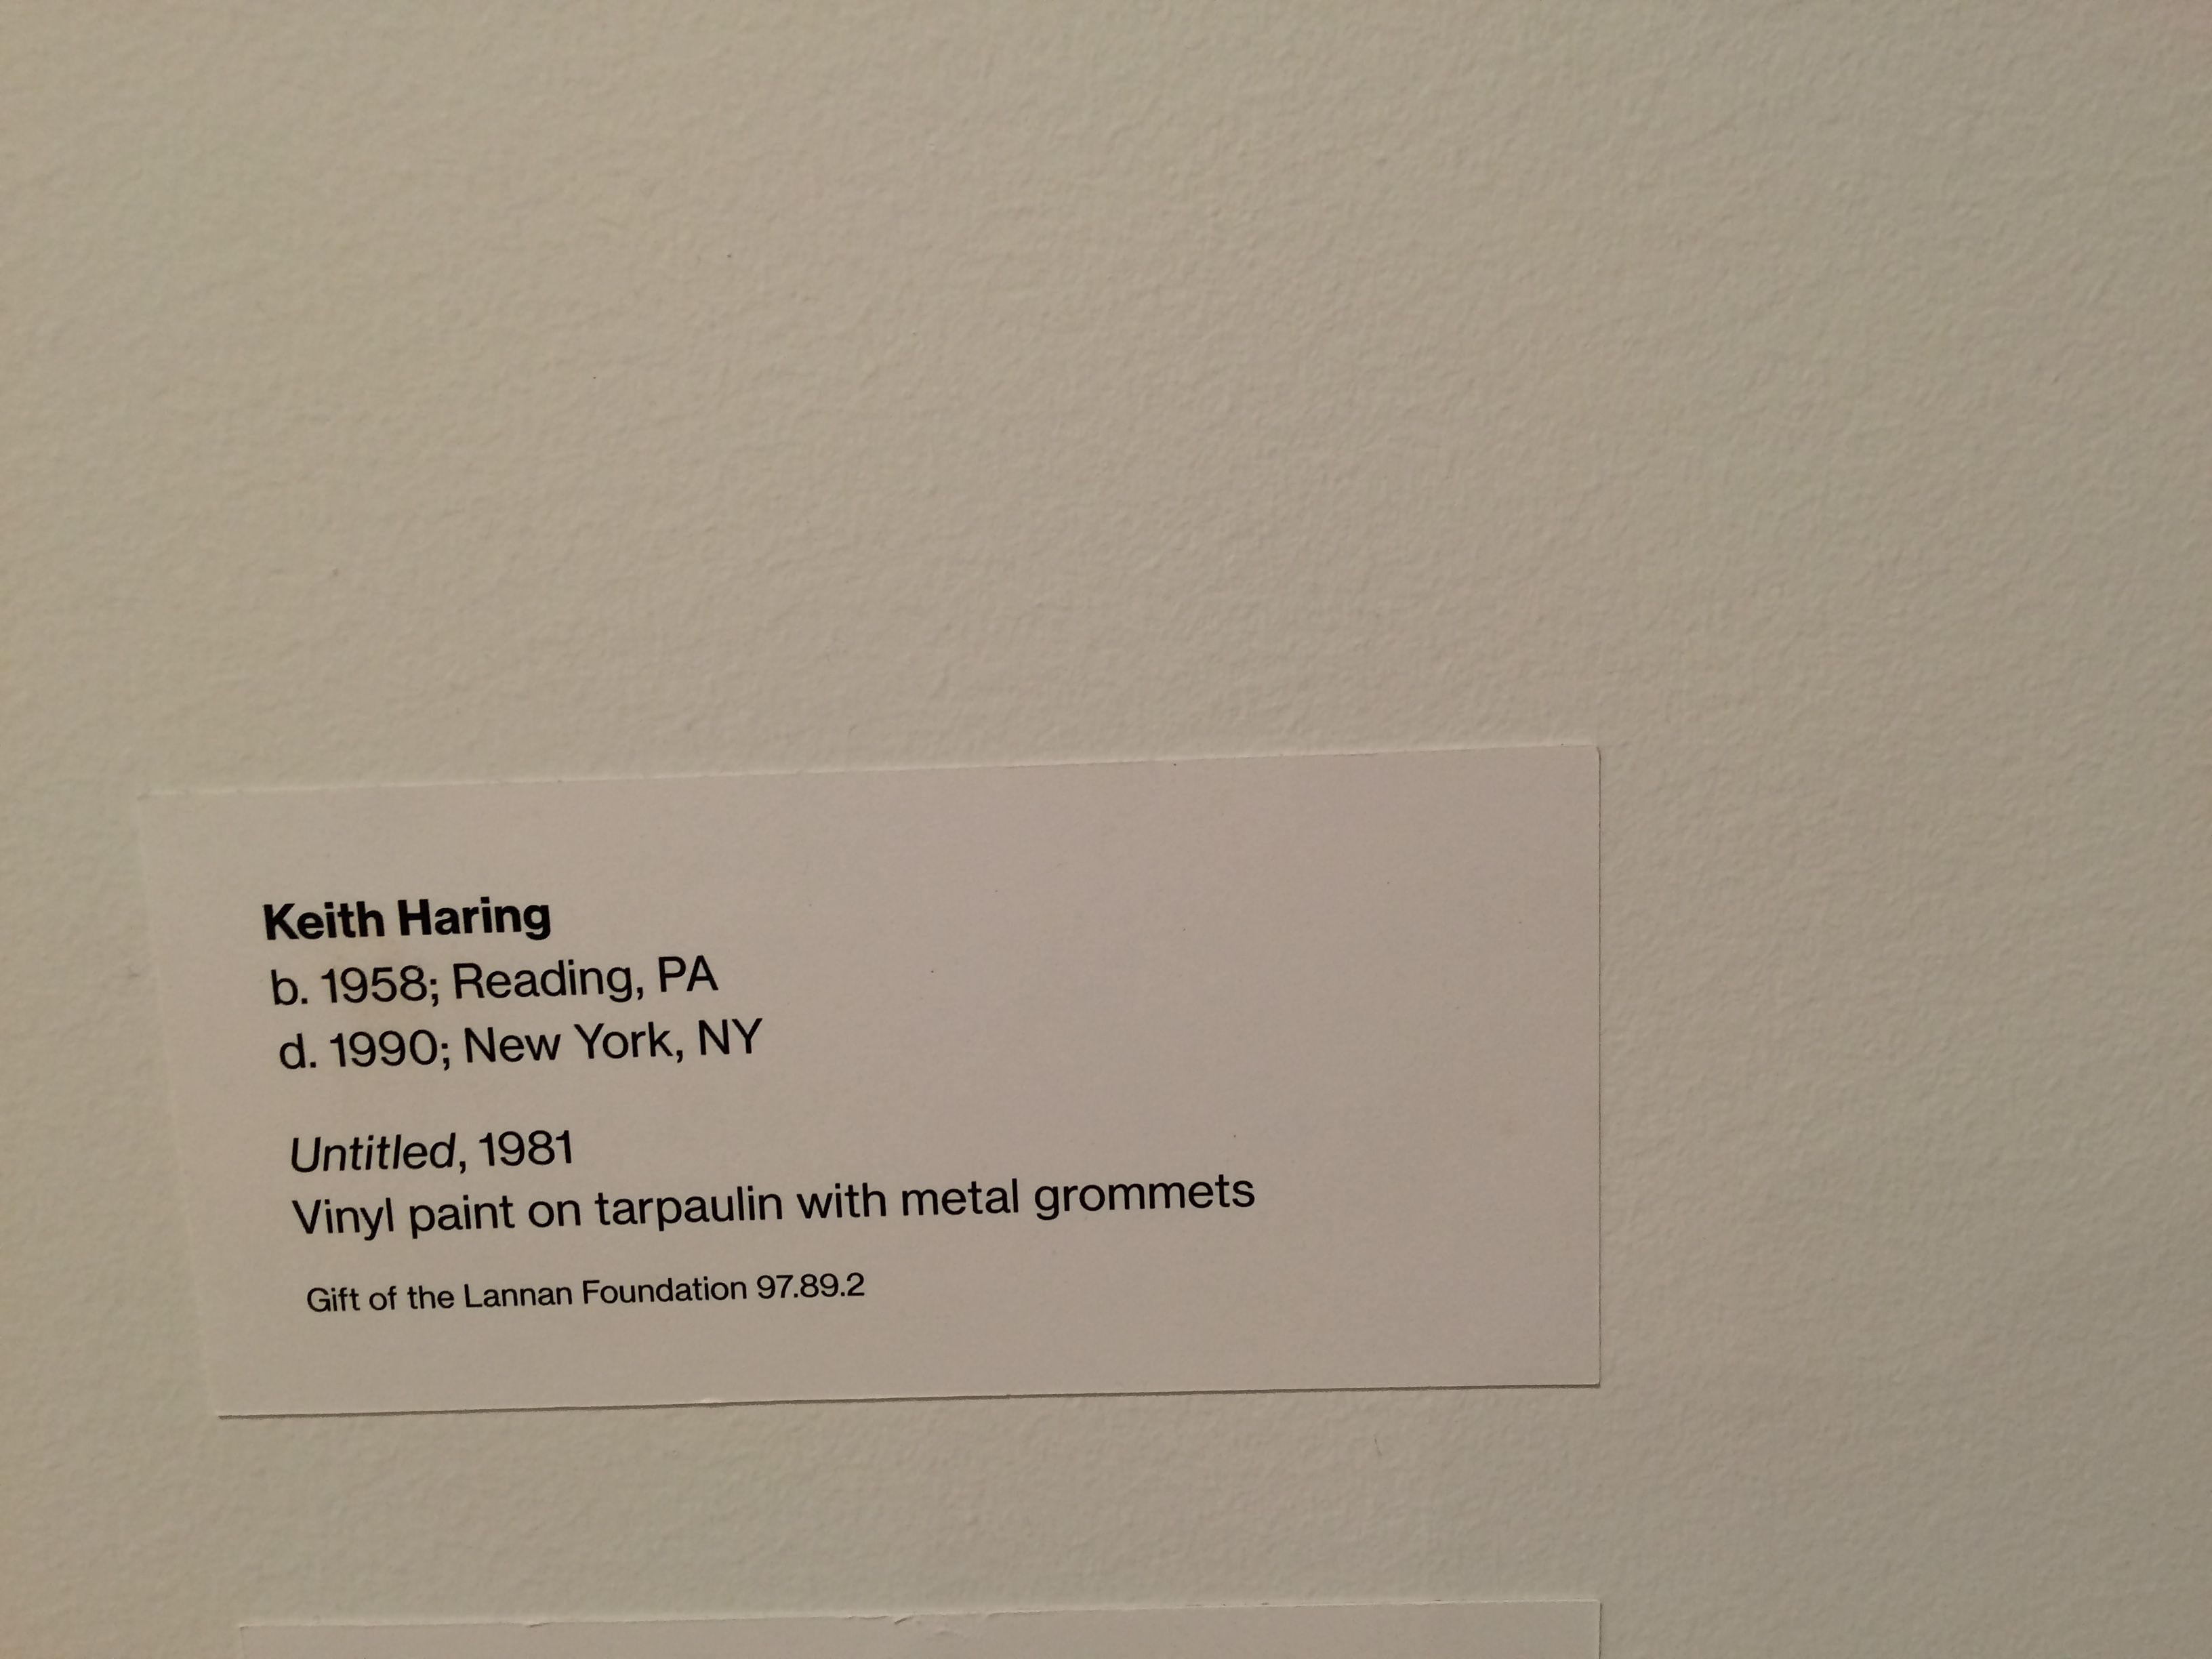 Keith Haring
b. 1958; Reading, PA
d. 1990; New York, NY
Untitled, 1981
Vinyl paint on tarpaulin with metal grommets
Gift of the Lannan Foundation 97.89.2